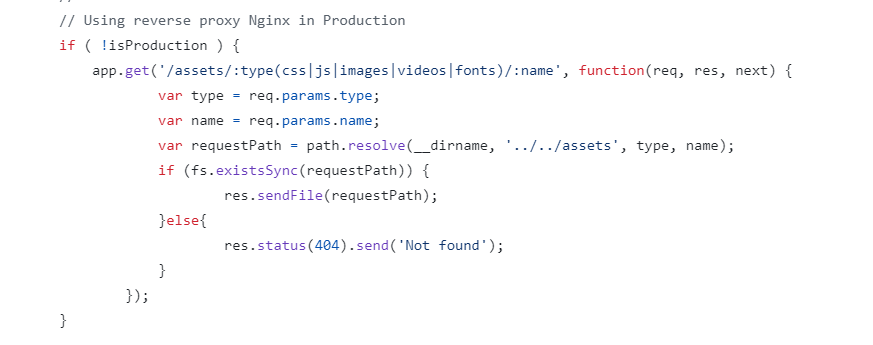 // Using reverse proxy Nginx in Production
if ( !isProduction ) {
app.get('/assets/:type(css|js|images|videos|fonts)/:name', function(req, res, next) {
var type = req.params.type;
var name = req.params.name;
var requestPath = path.resolve(__dirname, '../../assets', type, name);
if (fs.existsSync(requestPath)) {
res.sendFile(requestPath);
}else{
res.status(404).send('Not found');
}
});
}